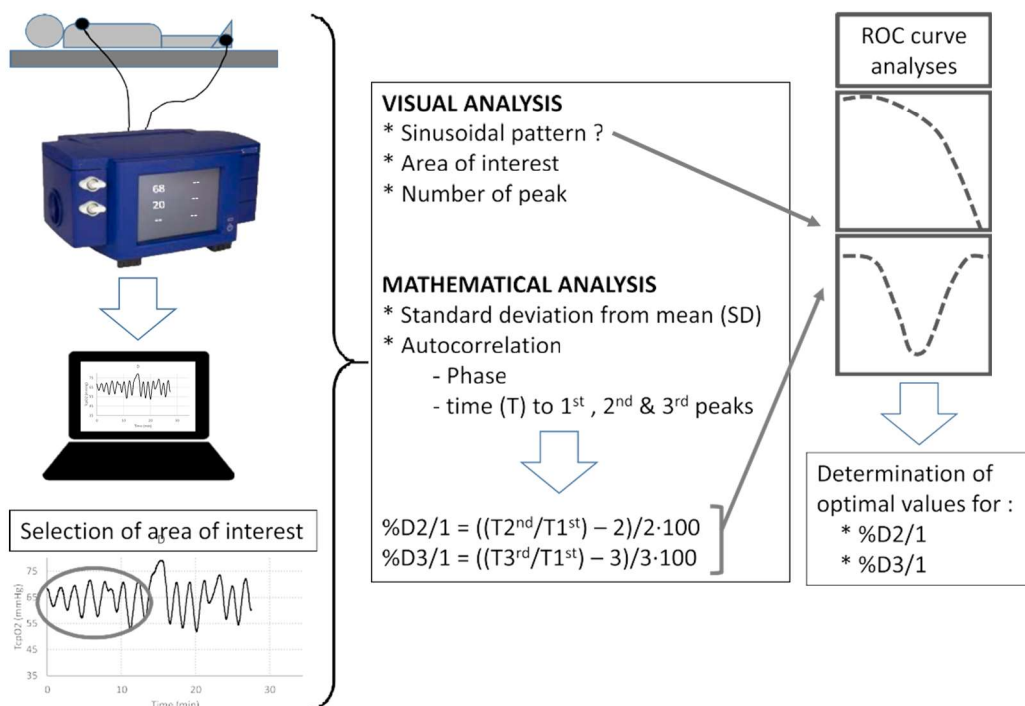 68 --
20 --
-- --
Selection of area of interest
D
TcpO2 (mmHg)
75
65
55
45
35
0 10 20 30
Time (min)
VISUAL ANALYSIS
* Sinusoidal pattern ?
* Area of interest
* Number of peak
MATHEMATICAL ANALYSIS
* Standard deviation from mean (SD)
* Autocorrelation
- Phase
- time (T) to 1st , 2nd & 3rd peaks
%D2/1 = ((T2nd/T1st) – 2)/2·100
%D3/1 = ((T3rd/T1st) – 3)/3·100
ROC curve
analyses
Determination of
optimal values for :
* %D2/1
* %D3/1